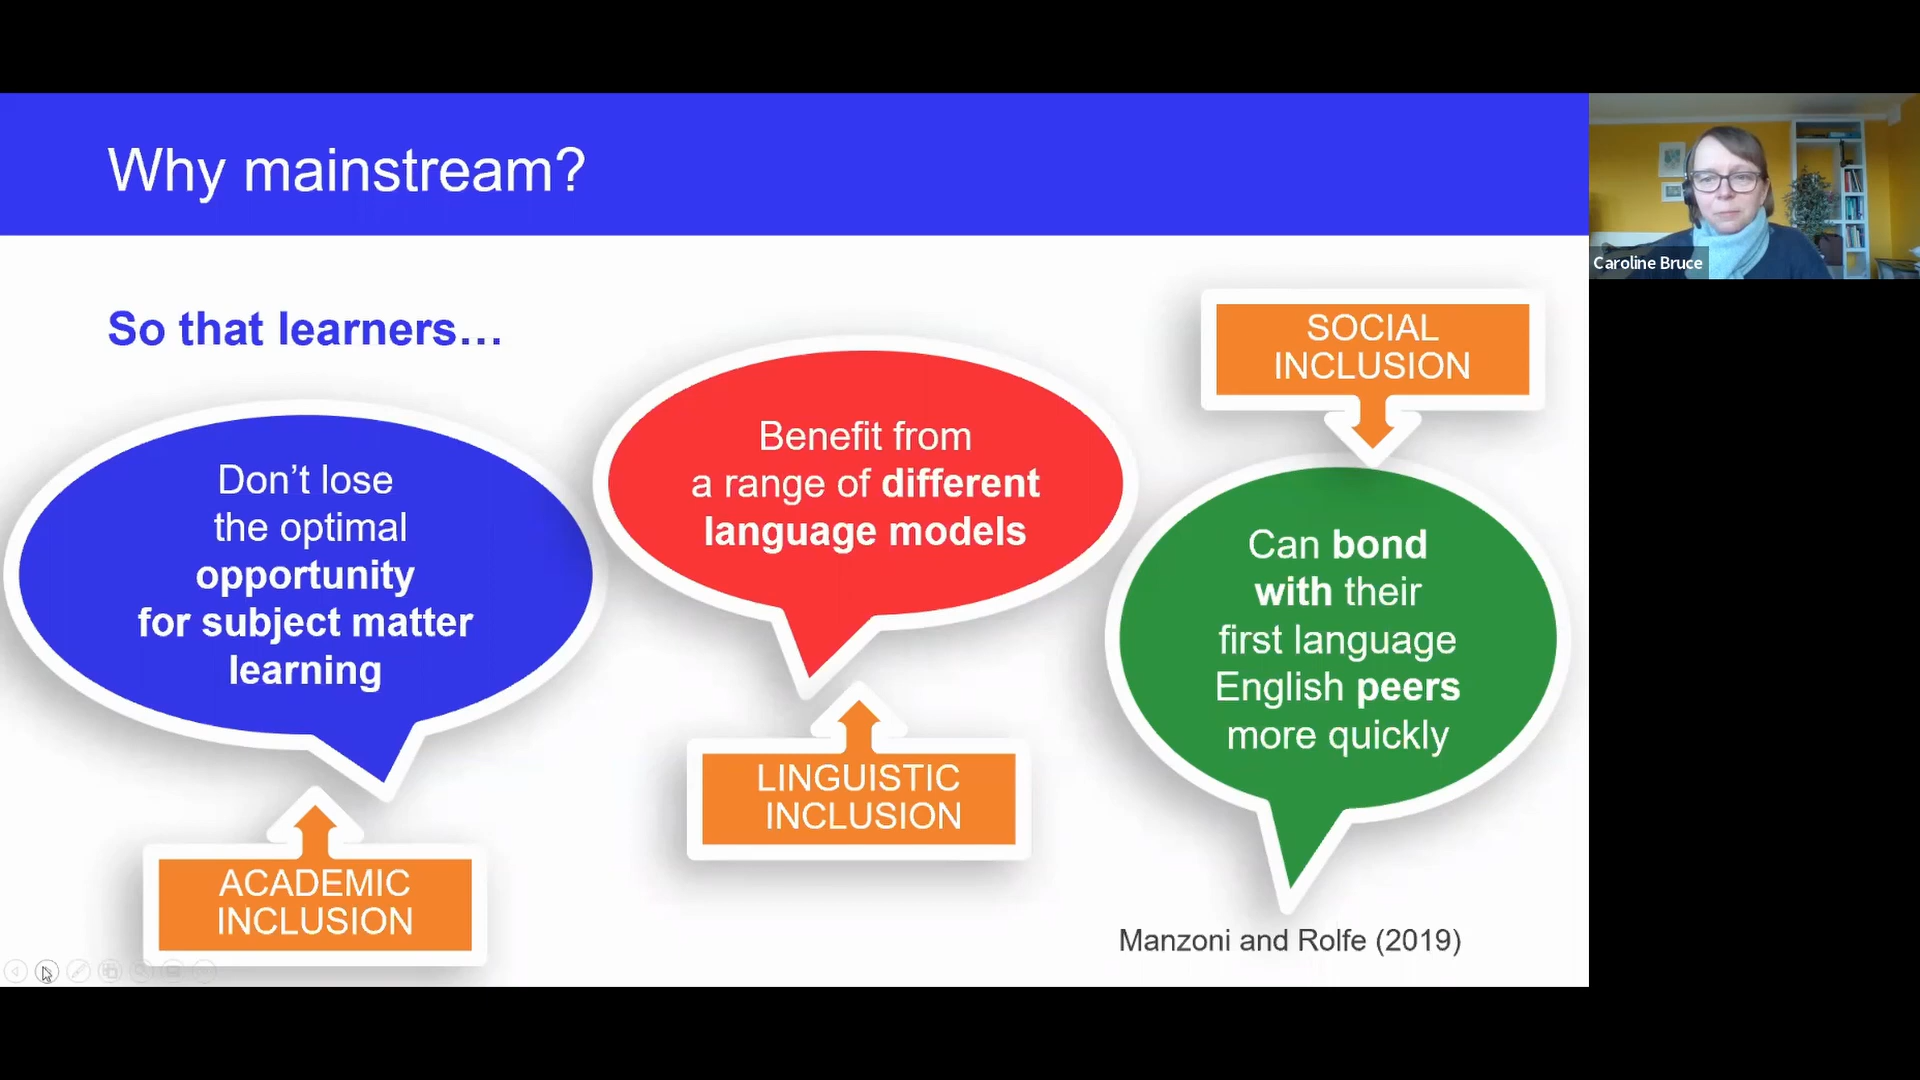 Why mainstream?
Caroline Bruce
So that learners…
Don’t lose
the optimal
opportunity
for subject matter
learning
ACADEMIC
INCLUSION
Benefit from
a range of different
language models
LINGUISTIC
INCLUSION
SOCIAL
INCLUSION
Can bond
with their
first language
English peers
more quickly
Manzoni and Rolfe (2019)